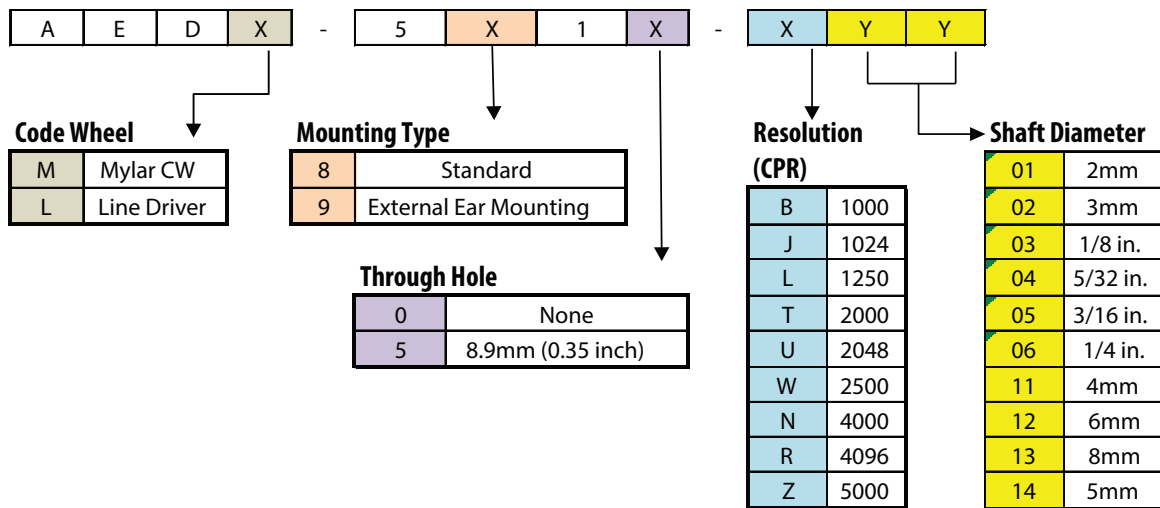 A E D X - 5 X 1 X - X Y Y
Code Wheel
M Mylar CW
L Line Driver
Mounting Type
8 Standard
9 External Ear Mounting
Through Hole
0 None
5 8.9mm (0.35 inch)
Resolution
(CPR)
B 1000
J 1024
L 1250
T 2000
U 2048
W 2500
N 4000
R 4096
Z 5000
Shaft Diameter
01 2mm
02 3mm
03 1/8 in.
04 5/32 in.
05 3/16 in.
06 1/4 in.
11 4mm
12 6mm
13 8mm
14 5mm